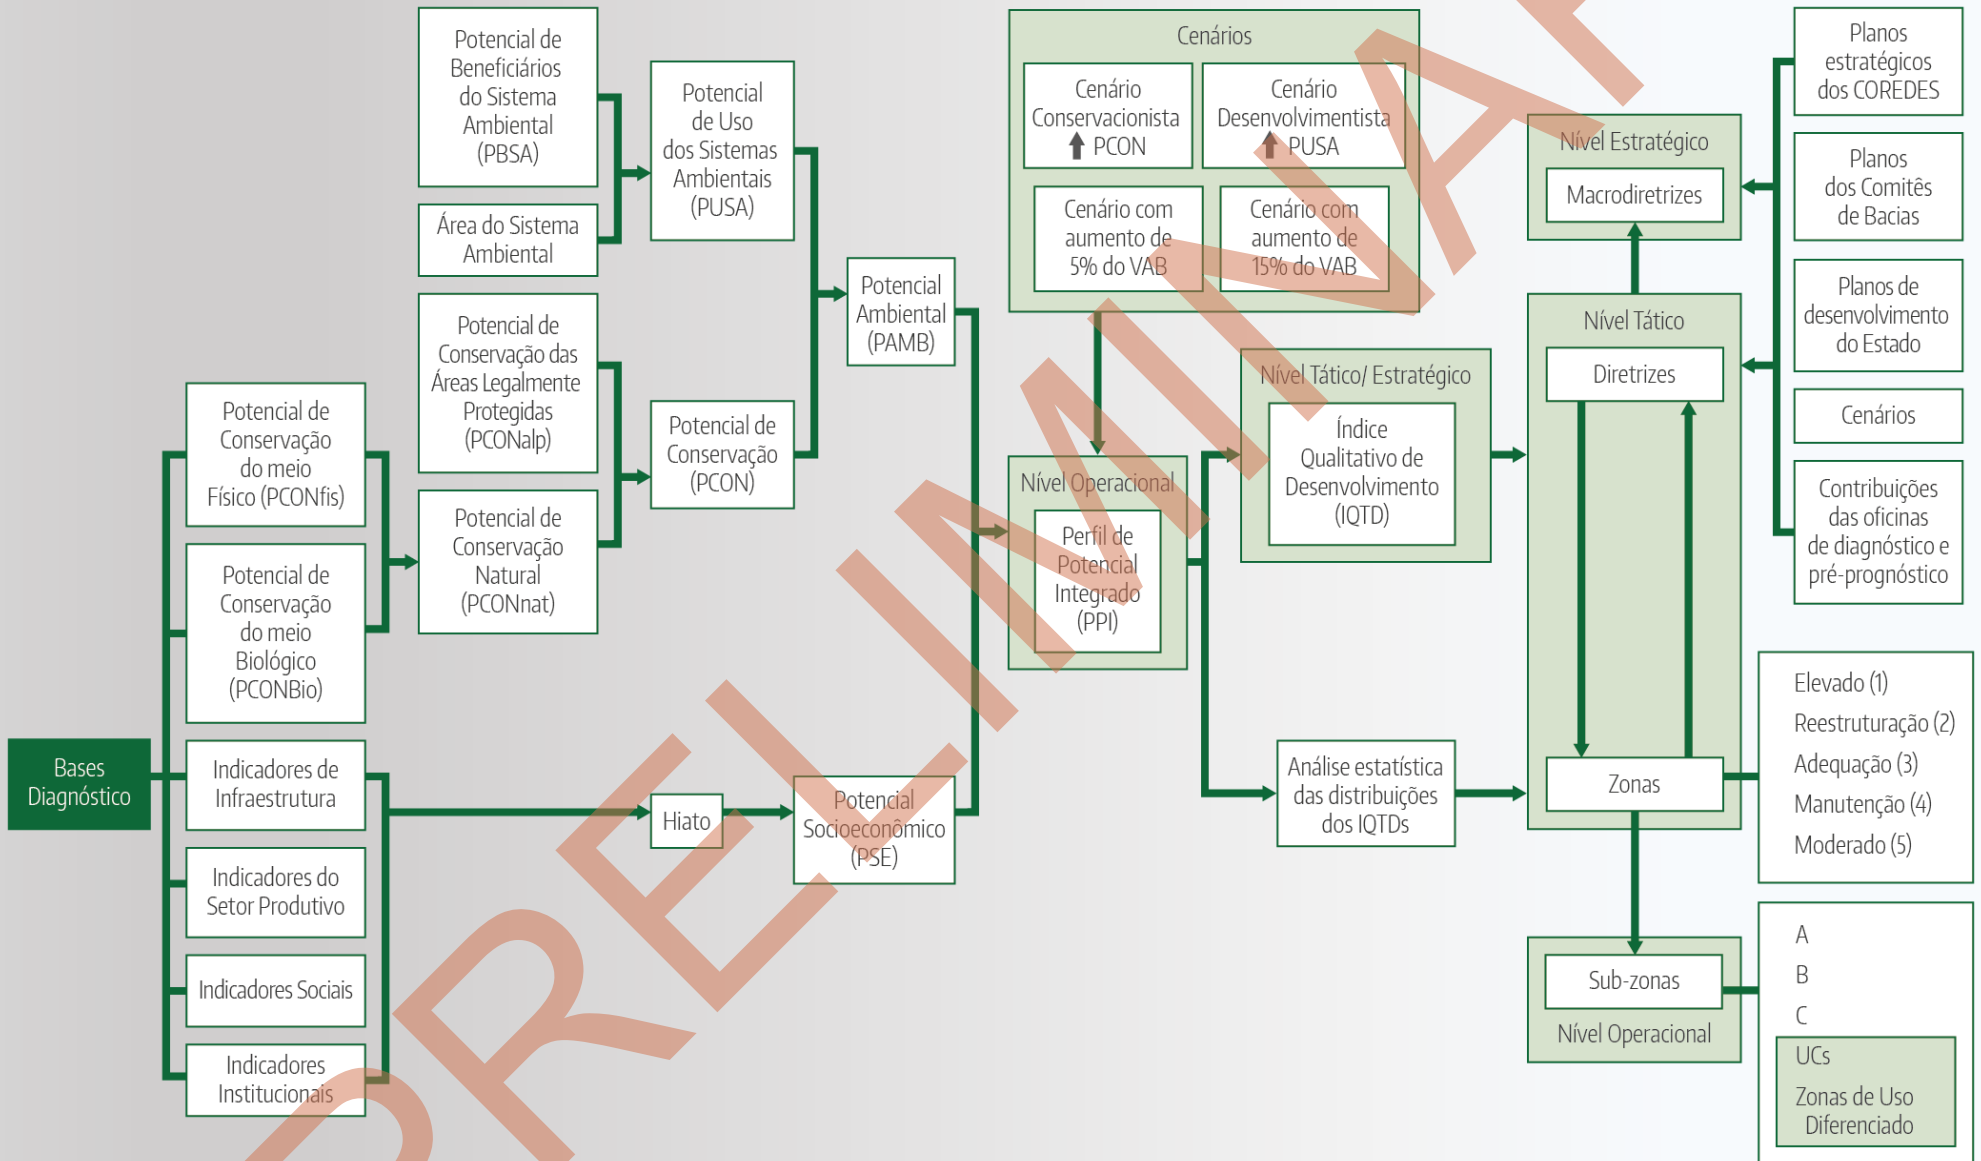 Bases
Diagnóstico
Potencial de
Conservação
do meio
Físico (PCONfis)
Potencial de
Conservação
do meio
Biológico
(PCONBio)
Indicadores de
Infraestrutura
Indicadores do
Setor Produtivo
Indicadores Sociais
Indicadores
Institucionais
Potencial de
Beneficiários
do Sistema
Ambiental
(PBSA)
Área do Sistema
Ambiental
Potencial de
Conservação das
Áreas Legalmente
Protegidas
(PCONalp)
Potencial de
Conservação
Natural
(PCONnat)
Potencial
de Uso
dos Sistemas
Ambientais
(PUSA)
Potencial de
Conservação
(PCON)
Hiato
Potencial
Ambiental
(PAMB)
Potencial
Socioeconômico
(PSE)
Cenários
Cenário
Conservacionista
PCON
Cenário
Desenvolvimentista
PUSA
Cenário com
aumento de
5% do VAB
Cenário com
aumento de
15% do VAB
Nível Operacional
Perfil de
Potencial
Integrado
(PPI)
Nível Tático/ Estratégico
Índice
Qualitativo de
Desenvolvimento
(IQTD)
Análise estatística
das distribuições
dos IQTDs
Nível Estratégico
Macrodiretrizes
Nível Tático
Diretrizes
Zonas
Sub-zonas
Nível Operacional
Planos
estratégicos
dos COREDES
Planos
dos Comitês
de Bacias
Planos de
desenvolvimento
do Estado
Cenários
Contribuições
das oficinas
de diagnóstico e
pré-prognóstico
Elevado (1)
Reestruturação (2)
Adequação (3)
Manutenção (4)
Moderado (5)
A
B
C
UCs
Zonas de Uso
Diferenciado
PRELIMINAR